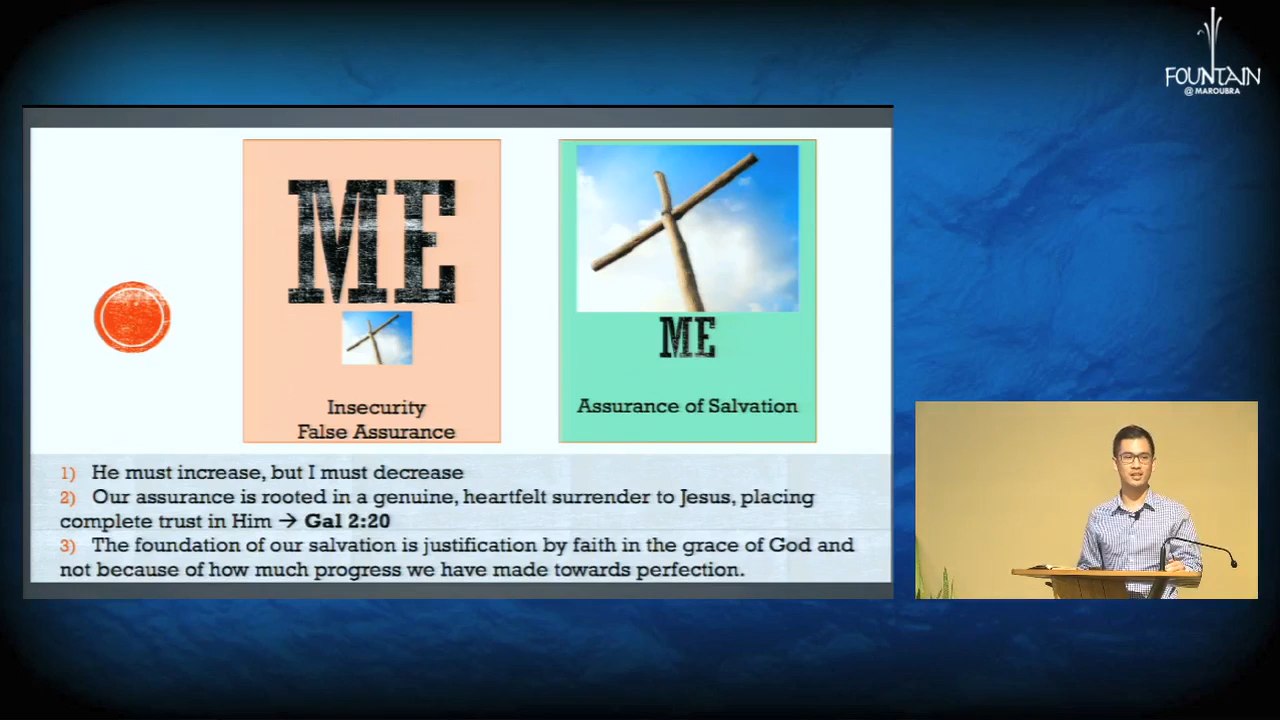 FOUNTAIN
@ MAROUBRA
ME
Insecurity
False Assurance
ME
Assurance of Salvation
1) He must increase, but I must decrease
2) Our assurance is rooted in a genuine, heartfelt surrender to Jesus, placing
complete trust in Him → Gal 2:20
3) The foundation of our salvation is justification by faith in the grace of God and
not because of how much progress we have made towards perfection.